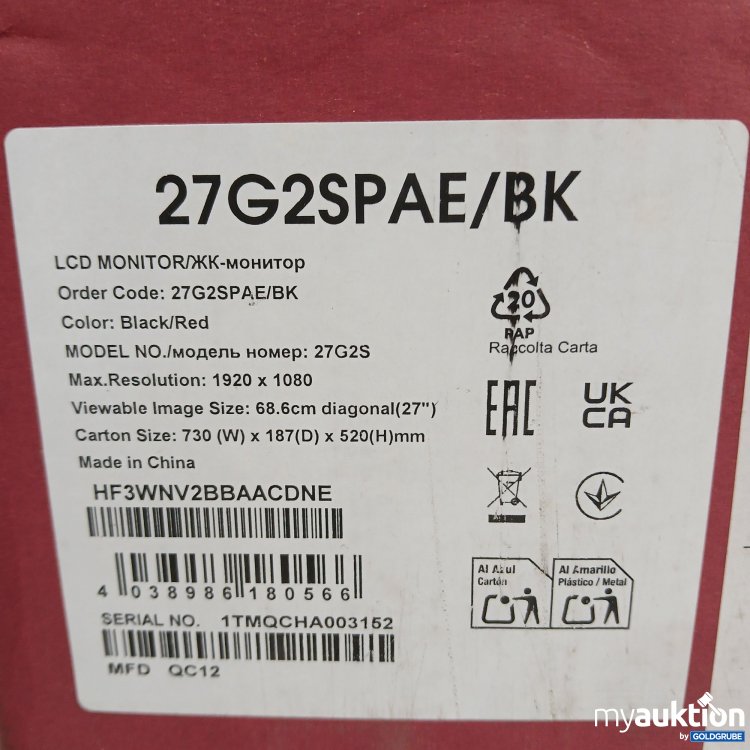 27G2SPAE/BK
LCD MONITOR/ЖК-монитор
Order Code: 27G2SPAE/BK
Color: Black/Red
MODEL NO./модель номер: 27G2S
Max.Resolution: 1920 x 1080
Viewable Image Size: 68.6cm diagonal(27")
Carton Size: 730 (W) x 187(D) x 520(H)mm
Made in China
HF3WNV2BBAACDNE
4 038986 180566
SERIAL NO. 1TMQCHA003152
MFD QC12
20
PAP
Raccolta Carta
EAC
UK
CA
Al Azul
Cartón
Al Amarillo
Plástico / Metal
myauktion
by GOLDGRUBE